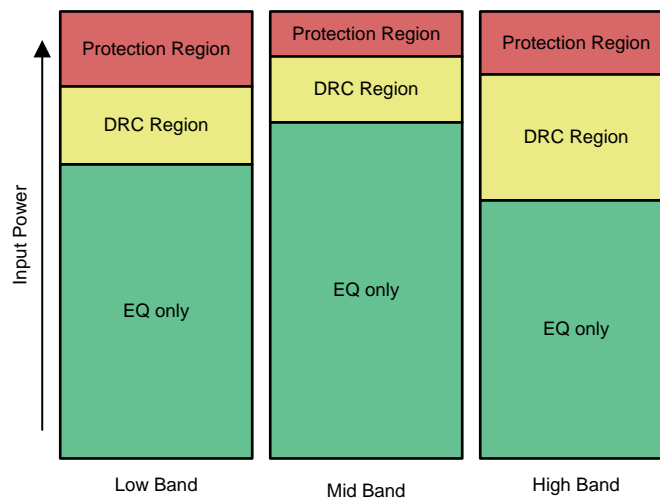 Protection Region
Protection Region
Protection Region
DRC Region
DRC Region
DRC Region
Input Power
EQ only
EQ only
EQ only
Low Band
Mid Band
High Band